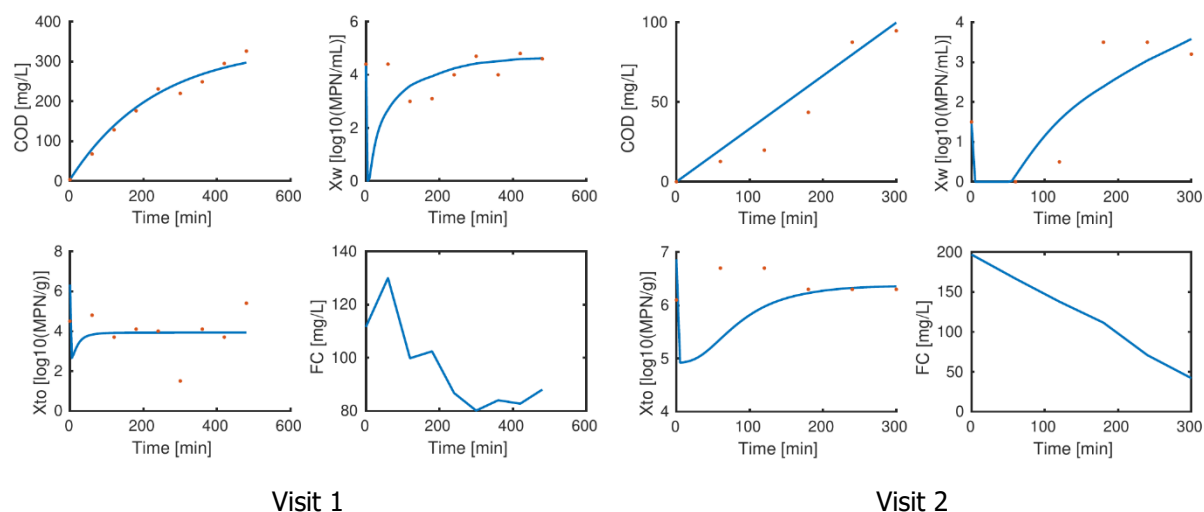 400
300
200
100
0
COD [mg/L]
0 200 400 600
Time [min]
6
4
2
0
Xw [log10(MPN/mL)]
0 200 400 600
Time [min]
100
50
0
COD [mg/L]
0 100 200 300
Time [min]
4
3
2
1
0
Xw [log10(MPN/mL)]
0 100 200 300
Time [min]
8
6
4
2
0
Xto [log10(MPN/g)]
0 200 400 600
Time [min]
140
120
100
80
FC [mg/L]
0 200 400 600
Time [min]
7
6
5
4
Xto [log10(MPN/g)]
0 100 200 300
Time [min]
200
150
100
50
0
FC [mg/L]
0 100 200 300
Time [min]
Visit 1
Visit 2